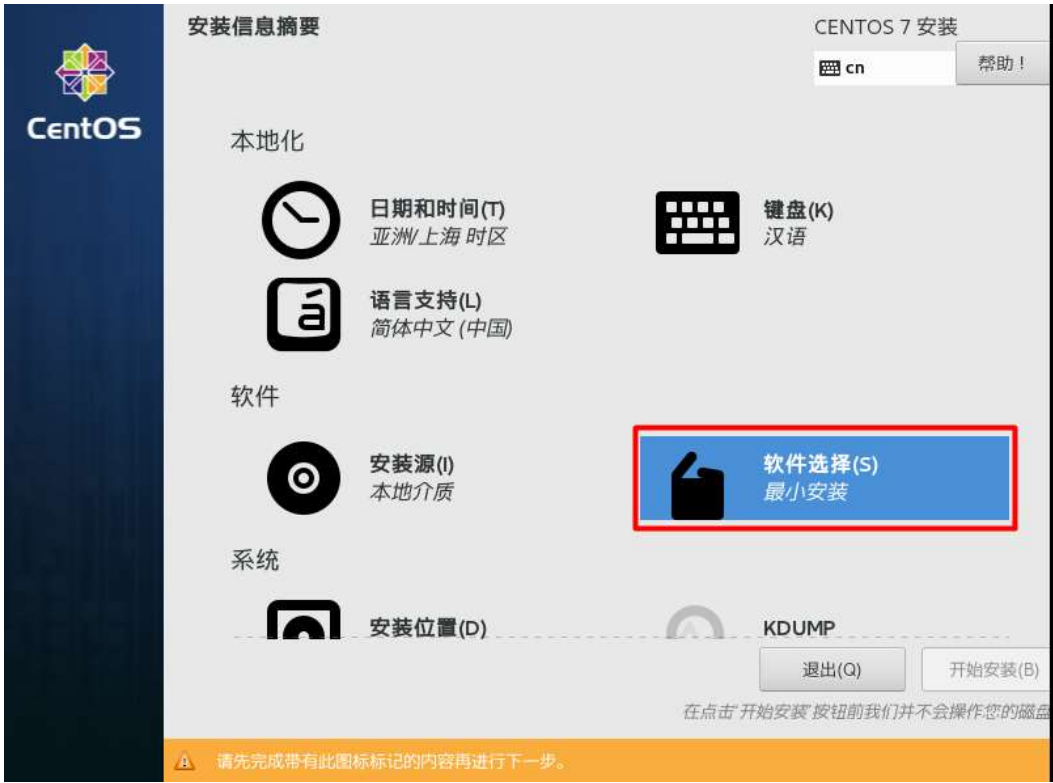 安装信息摘要
CENTOS 7 安装
cn
帮助！
CentOS
本地化
日期和时间(T)
亚洲/上海 时区
键盘(K)
汉语
语言支持(L)
简体中文 (中国)
软件
安装源(I)
本地介质
软件选择(S)
最小安装
系统
安装位置(D)
KDUMP
退出(Q)
开始安装(B)
在点击"开始安装"按钮前我们并不会操作您的磁盘
请先完成带有此图标标记的内容再进行下一步。